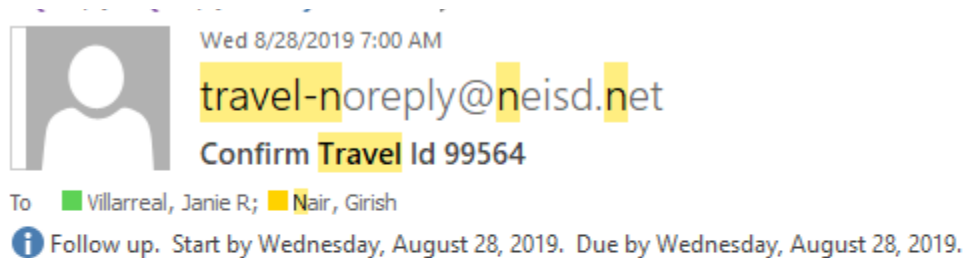 Wed 8/28/2019 7:00 AM
travel-noreply@neisd.net
Confirm Travel Id 99564
To Villarreal, Janie R; Nair, Girish
Follow up. Start by Wednesday, August 28, 2019. Due by Wednesday, August 28, 2019.